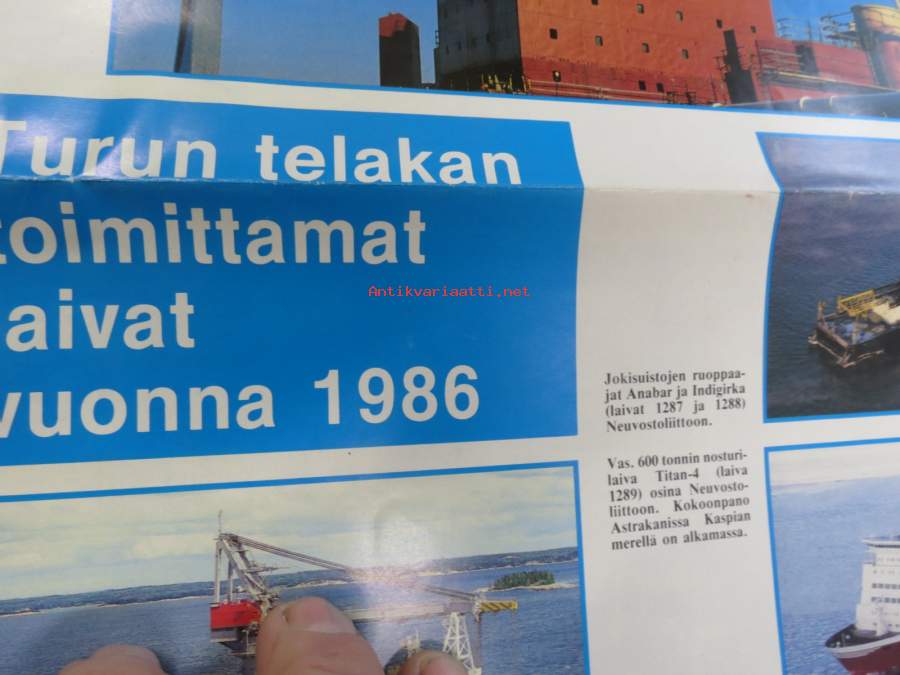 Turun telakan
toimittamat
laivat
vuonna 1986
Antikvariaatti.net
Jokisuistojen ruoppaa-
jat Anabar ja Indigirka
(laivat 1287 ja 1288)
Neuvostoliittoon.
Vas. 600 tonnin nosturi-
laiva Titan-4 (laiva
1289) osina Neuvosto-
liittoon. Kokoonpano
Astrakanissa Kaspian
merellä on alkamassa.